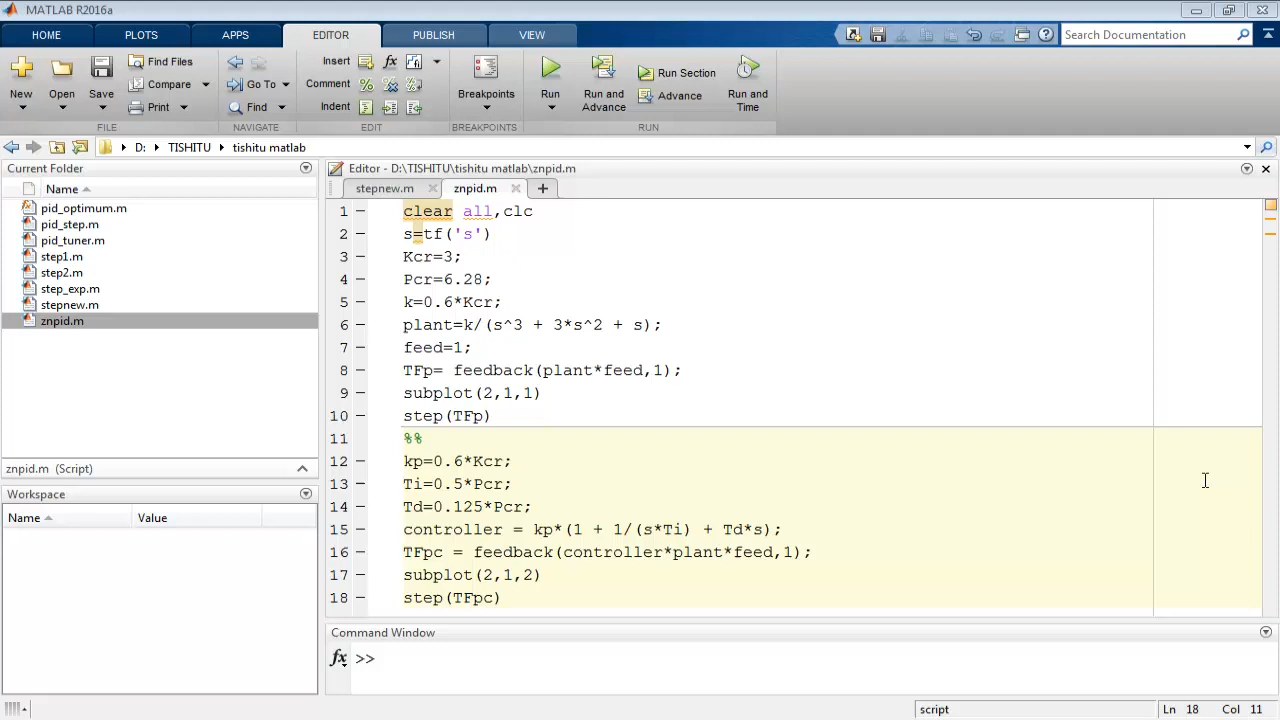 MATLAB R2016a
HOME PLOTS APPS EDITOR PUBLISH VIEW Search Documentation
New Open Save Find Files Compare Print
Go To Find
Insert fx Comment Indent
Breakpoints
Run Run and Advance Run Section Advance Run and Time
FILE NAVIGATE EDIT BREAKPOINTS RUN
D: TISHITU tishitu matlab
Current Folder
Name
pid_optimum.m
pid_step.m
pid_tuner.m
step1.m
step2.m
step_exp.m
stepnew.m
znpid.m
znpid.m (Script)
Workspace
Name Value
Editor - D:\TISHITU\tishitu matlab\znpid.m
stepnew.m znpid.m
1 clear all,clc
2 s=tf('s')
3 Kcr=3;
4 Pcr=6.28;
5 k=0.6*Kcr;
6 plant=k/(s^3 + 3*s^2 + s);
7 feed=1;
8 TFp= feedback(plant*feed,1);
9 subplot(2,1,1)
10 step(TFp)
11 %%
12 kp=0.6*Kcr;
13 Ti=0.5*Pcr;
14 Td=0.125*Pcr;
15 controller = kp*(1 + 1/(s*Ti) + Td*s);
16 TFpc = feedback(controller*plant*feed,1);
17 subplot(2,1,2)
18 step(TFpc)
Command Window
fx >>
script Ln 18 Col 11